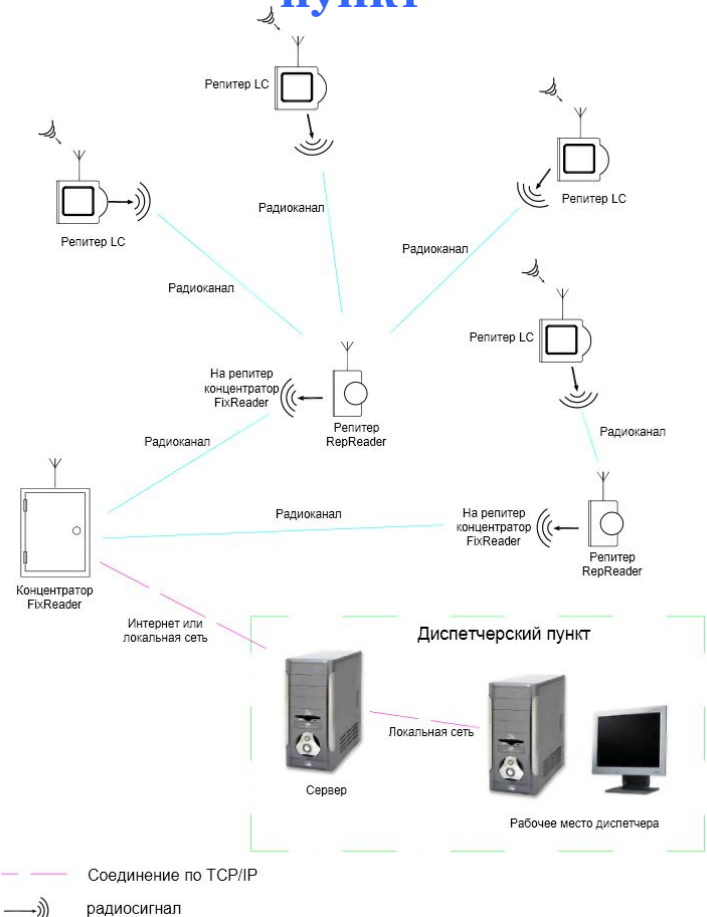 пункт
Репитер LC
Репитер LC
Репитер LC
Радиоканал
Радиоканал
Радиоканал
Репитер LC
На репитер
концентратор
FixReader
Репитер
RepReader
Радиоканал
Радиоканал
Радиоканал
На репитер
концентратор
FixReader
Репитер
RepReader
Концентратор
FixReader
Интернет или
локальная сеть
Диспетчерский пункт
Локальная сеть
Сервер
Рабочее место диспетчера
Соединение по TCP/IP
радиосигнал